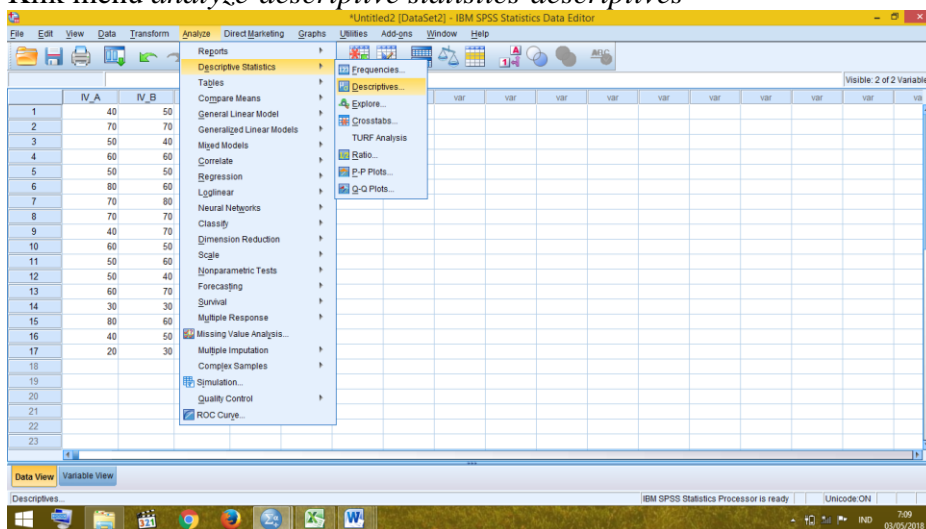 Klik menu analyze-descriptive statistics-descriptives
*Untitled2 [DataSet2] - IBM SPSS Statistics Data Editor
File Edit View Data Transform Analyze Direct Marketing Graphs Utilities Add-ons Window Help
Visible: 2 of 2 Variable
Reports
Descriptive Statistics
Tables
Compare Means
General Linear Model
Generalized Linear Models
Mixed Models
Correlate
Regression
Loglinear
Neural Networks
Classify
Dimension Reduction
Scale
Nonparametric Tests
Forecasting
Survival
Multiple Response
Missing Value Analysis...
Multiple Imputation
Complex Samples
Simulation...
Quality Control
ROC Curve...
Frequencies...
Descriptives...
Explore...
Crosstabs...
TURF Analysis
Ratio...
P-P Plots...
Q-Q Plots...
IV_A IV_B var var var var var var var var va
1 40 50
2 70 70
3 50 40
4 60 60
5 50 50
6 80 60
7 70 80
8 70 70
9 40 70
10 60 50
11 50 60
12 50 40
13 60 70
14 30 30
15 80 60
16 40 50
17 20 30
18
19
20
21
22
23
Data View Variable View
Descriptives... IBM SPSS Statistics Processor is ready Unicode:ON
321
IND
7:09
03/05/2018